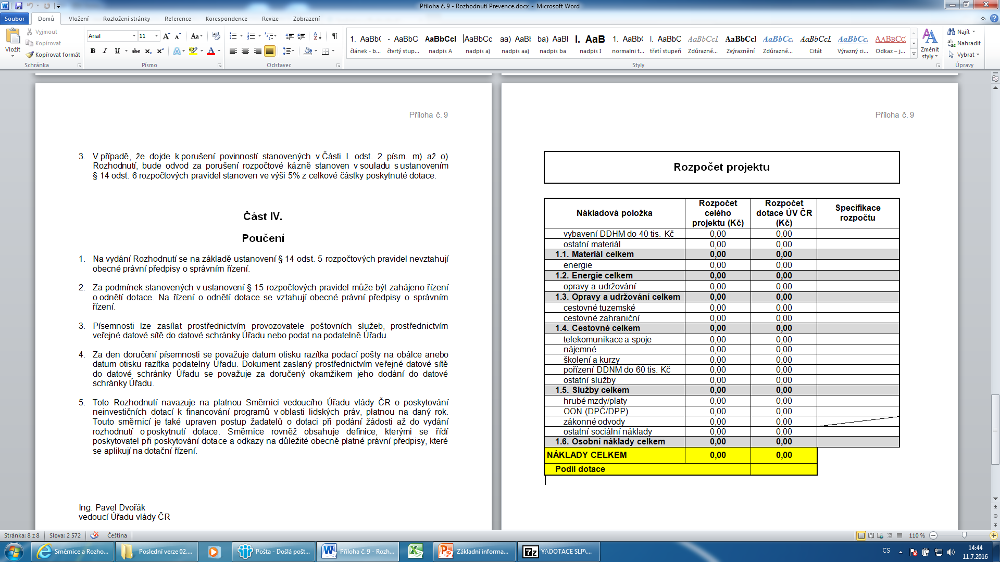 Příloha č. 9 - Rozhodnutí Prevence.docx - Microsoft Word
Soubor Domů Vložení Rozložení stránky Reference Korespondence Revize Zobrazení
Vložit
Vyjmout
Kopírovat
Kopírovat formát
Schránka
Arial 11
Písmo
Odstavec
1. AaBb( - AaBbC AaBbCcI AaBbCc aa) AaBl ba) AaBl I. AaB 1. AaBb( I. AaBbC AaBbCcL AaBbCcI AaBbCcI AaBbCcL AaBbCcI AABBCC
článek - b... čtvrtý stup... nadpis A nadpis a) nadpis aa) nadpis ba nadpis I normalni t... třetí stupeň Zdůrazně... Zvýraznění Zdůrazně... Citát Výrazný ci... Odkaz – j...
Styly
Změnit styly
Najít
Nahradit
Vybrat
Úpravy
Příloha č. 9
3. V případě, že dojde k porušení povinností stanovených v Části I. odst. 2 písm. m) až o)
Rozhodnutí, bude odvod za porušení rozpočtové kázně stanoven v souladu s ustanovením
§ 14 odst. 6 rozpočtových pravidel stanoven ve výši 5% z celkové částky poskytnuté dotace.
Část IV.
Poučení
1. Na vydání Rozhodnutí se na základě ustanovení § 14 odst. 5 rozpočtových pravidel nevztahují
obecné právní předpisy o správním řízení.
2. Za podmínek stanovených v ustanovení § 15 rozpočtových pravidel může být zahájeno řízení
o odnětí dotace. Na řízení o odnětí dotace se vztahují obecné právní předpisy o správním
řízení.
3. Písemnosti lze zasílat prostřednictvím provozovatele poštovních služeb, prostřednictvím
veřejné datové sítě do datové schránky Úřadu nebo podat na podatelně Úřadu.
4. Za den doručení písemnosti se považuje datum otisku razítka podací pošty na obálce anebo
datum otisku razítka podatelny Úřadu. Dokument zaslaný prostřednictvím veřejné datové sítě
do datové schránky Úřadu se považuje za doručený okamžikem jeho dodání do datové
schránky Úřadu.
5. Toto Rozhodnutí navazuje na platnou Směrnici vedoucího Úřadu vlády ČR o poskytování
neinvestičních dotací k financování programů v oblasti lidských práv, platnou na daný rok.
Touto směrnicí je také upraven postup žadatelů o dotaci při podání žádosti až do vydání
rozhodnutí o poskytnutí dotace. Směrnice rovněž obsahuje definice, kterými se řídí
poskytovatel při poskytování dotace a odkazy na důležité obecně platné právní předpisy, které
se aplikují na dotační řízení.
Ing. Pavel Dvořák
vedoucí Úřadu vlády ČR
Příloha č. 9
Rozpočet projektu
Nákladová položka Rozpočet celého projektu (Kč) Rozpočet dotace ÚV ČR (Kč) Specifikace rozpočtu
vybavení DDHM do 40 tis. Kč 0,00 0,00
ostatní materiál 0,00 0,00
1.1. Materiál celkem 0,00 0,00
energie 0,00 0,00
1.2. Energie celkem 0,00 0,00
opravy a udržování 0,00 0,00
1.3. Opravy a udržování celkem 0,00 0,00
cestovné tuzemské 0,00 0,00
cestovné zahraniční 0,00 0,00
1.4. Cestovné celkem 0,00 0,00
telekomunikace a spoje 0,00 0,00
nájemné 0,00 0,00
školení a kurzy 0,00 0,00
pořízení DDNM do 60 tis. Kč 0,00 0,00
ostatní služby 0,00 0,00
1.5. Služby celkem 0,00 0,00
hrubé mzdy/platy 0,00 0,00
OON (DPČ/DPP) 0,00 0,00
zákonné odvody 0,00 0,00
ostatní sociální náklady 0,00 0,00
1.6. Osobní náklady celkem 0,00 0,00
NÁKLADY CELKEM 0,00 0,00
Podíl dotace
Stránka: 8 z 8 Slova: 2 572 Čeština 110 %
Směrnice a Rozho... Poslední verze 02.... Pošta - Došlá pošt... Příloha č. 9 - Rozh... Základní informa... Y:\DOTACE SLP\... CS 14:44
11.7.2016